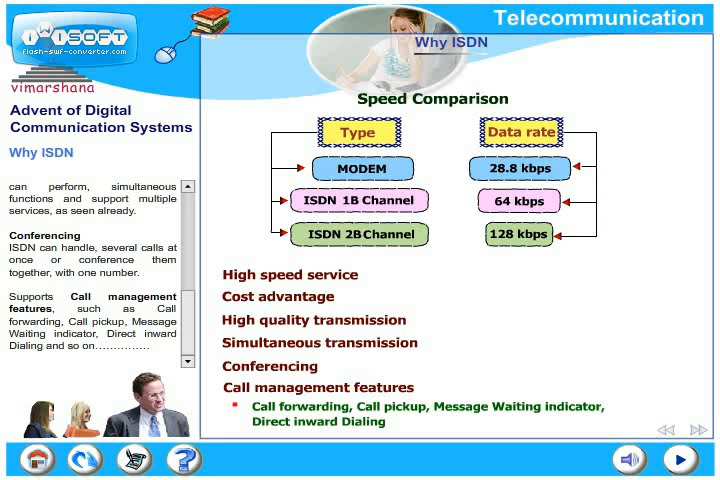 Telecommunication
iWiSOFT
flash-swf-converter.com
Why ISDN
vimarshana
Advent of Digital
Communication Systems
Why ISDN
can perform, simultaneous
functions and support multiple
services, as seen already.
Conferencing
ISDN can handle, several calls at
once or conference them
together, with one number.
Supports Call management
features, such as Call
forwarding, Call pickup, Message
Waiting indicator, Direct inward
Dialing and so on……………
Speed Comparison
Type Data rate
MODEM 28.8 kbps
ISDN 1B Channel 64 kbps
ISDN 2B Channel 128 kbps
High speed service
Cost advantage
High quality transmission
Simultaneous transmission
Conferencing
Call management features
Call forwarding, Call pickup, Message Waiting indicator,
Direct inward Dialing